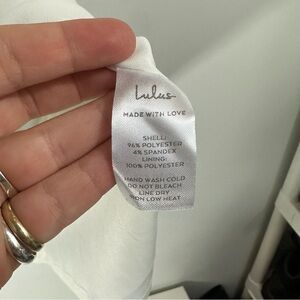 Lulus
MADE WITH LOVE
SHELL:
96% POLYESTER
4% SPANDEX
LINING:
100% POLYESTER
HAND WASH COLD
DO NOT BLEACH
LINE DRY
IRON LOW HEAT